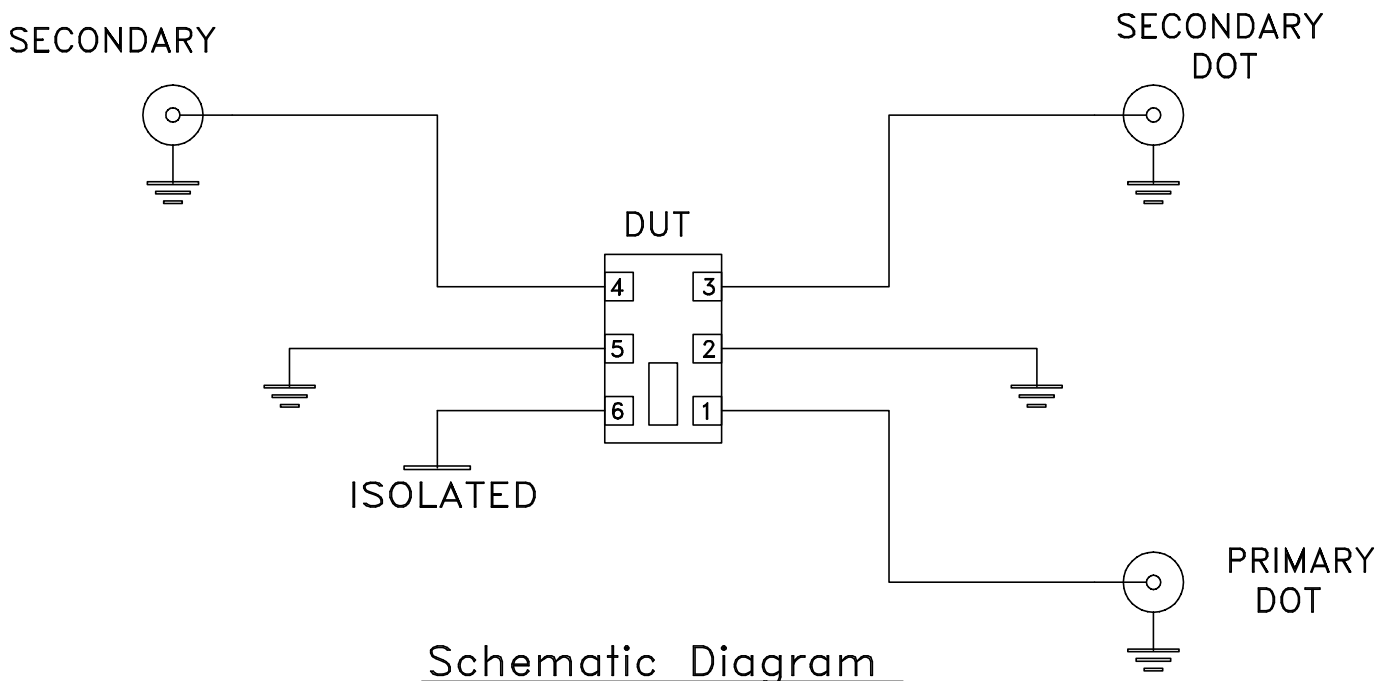 SECONDARY
SECONDARY
DOT
DUT
4
3
5
2
6
1
ISOLATED
PRIMARY
DOT
Schematic Diagram